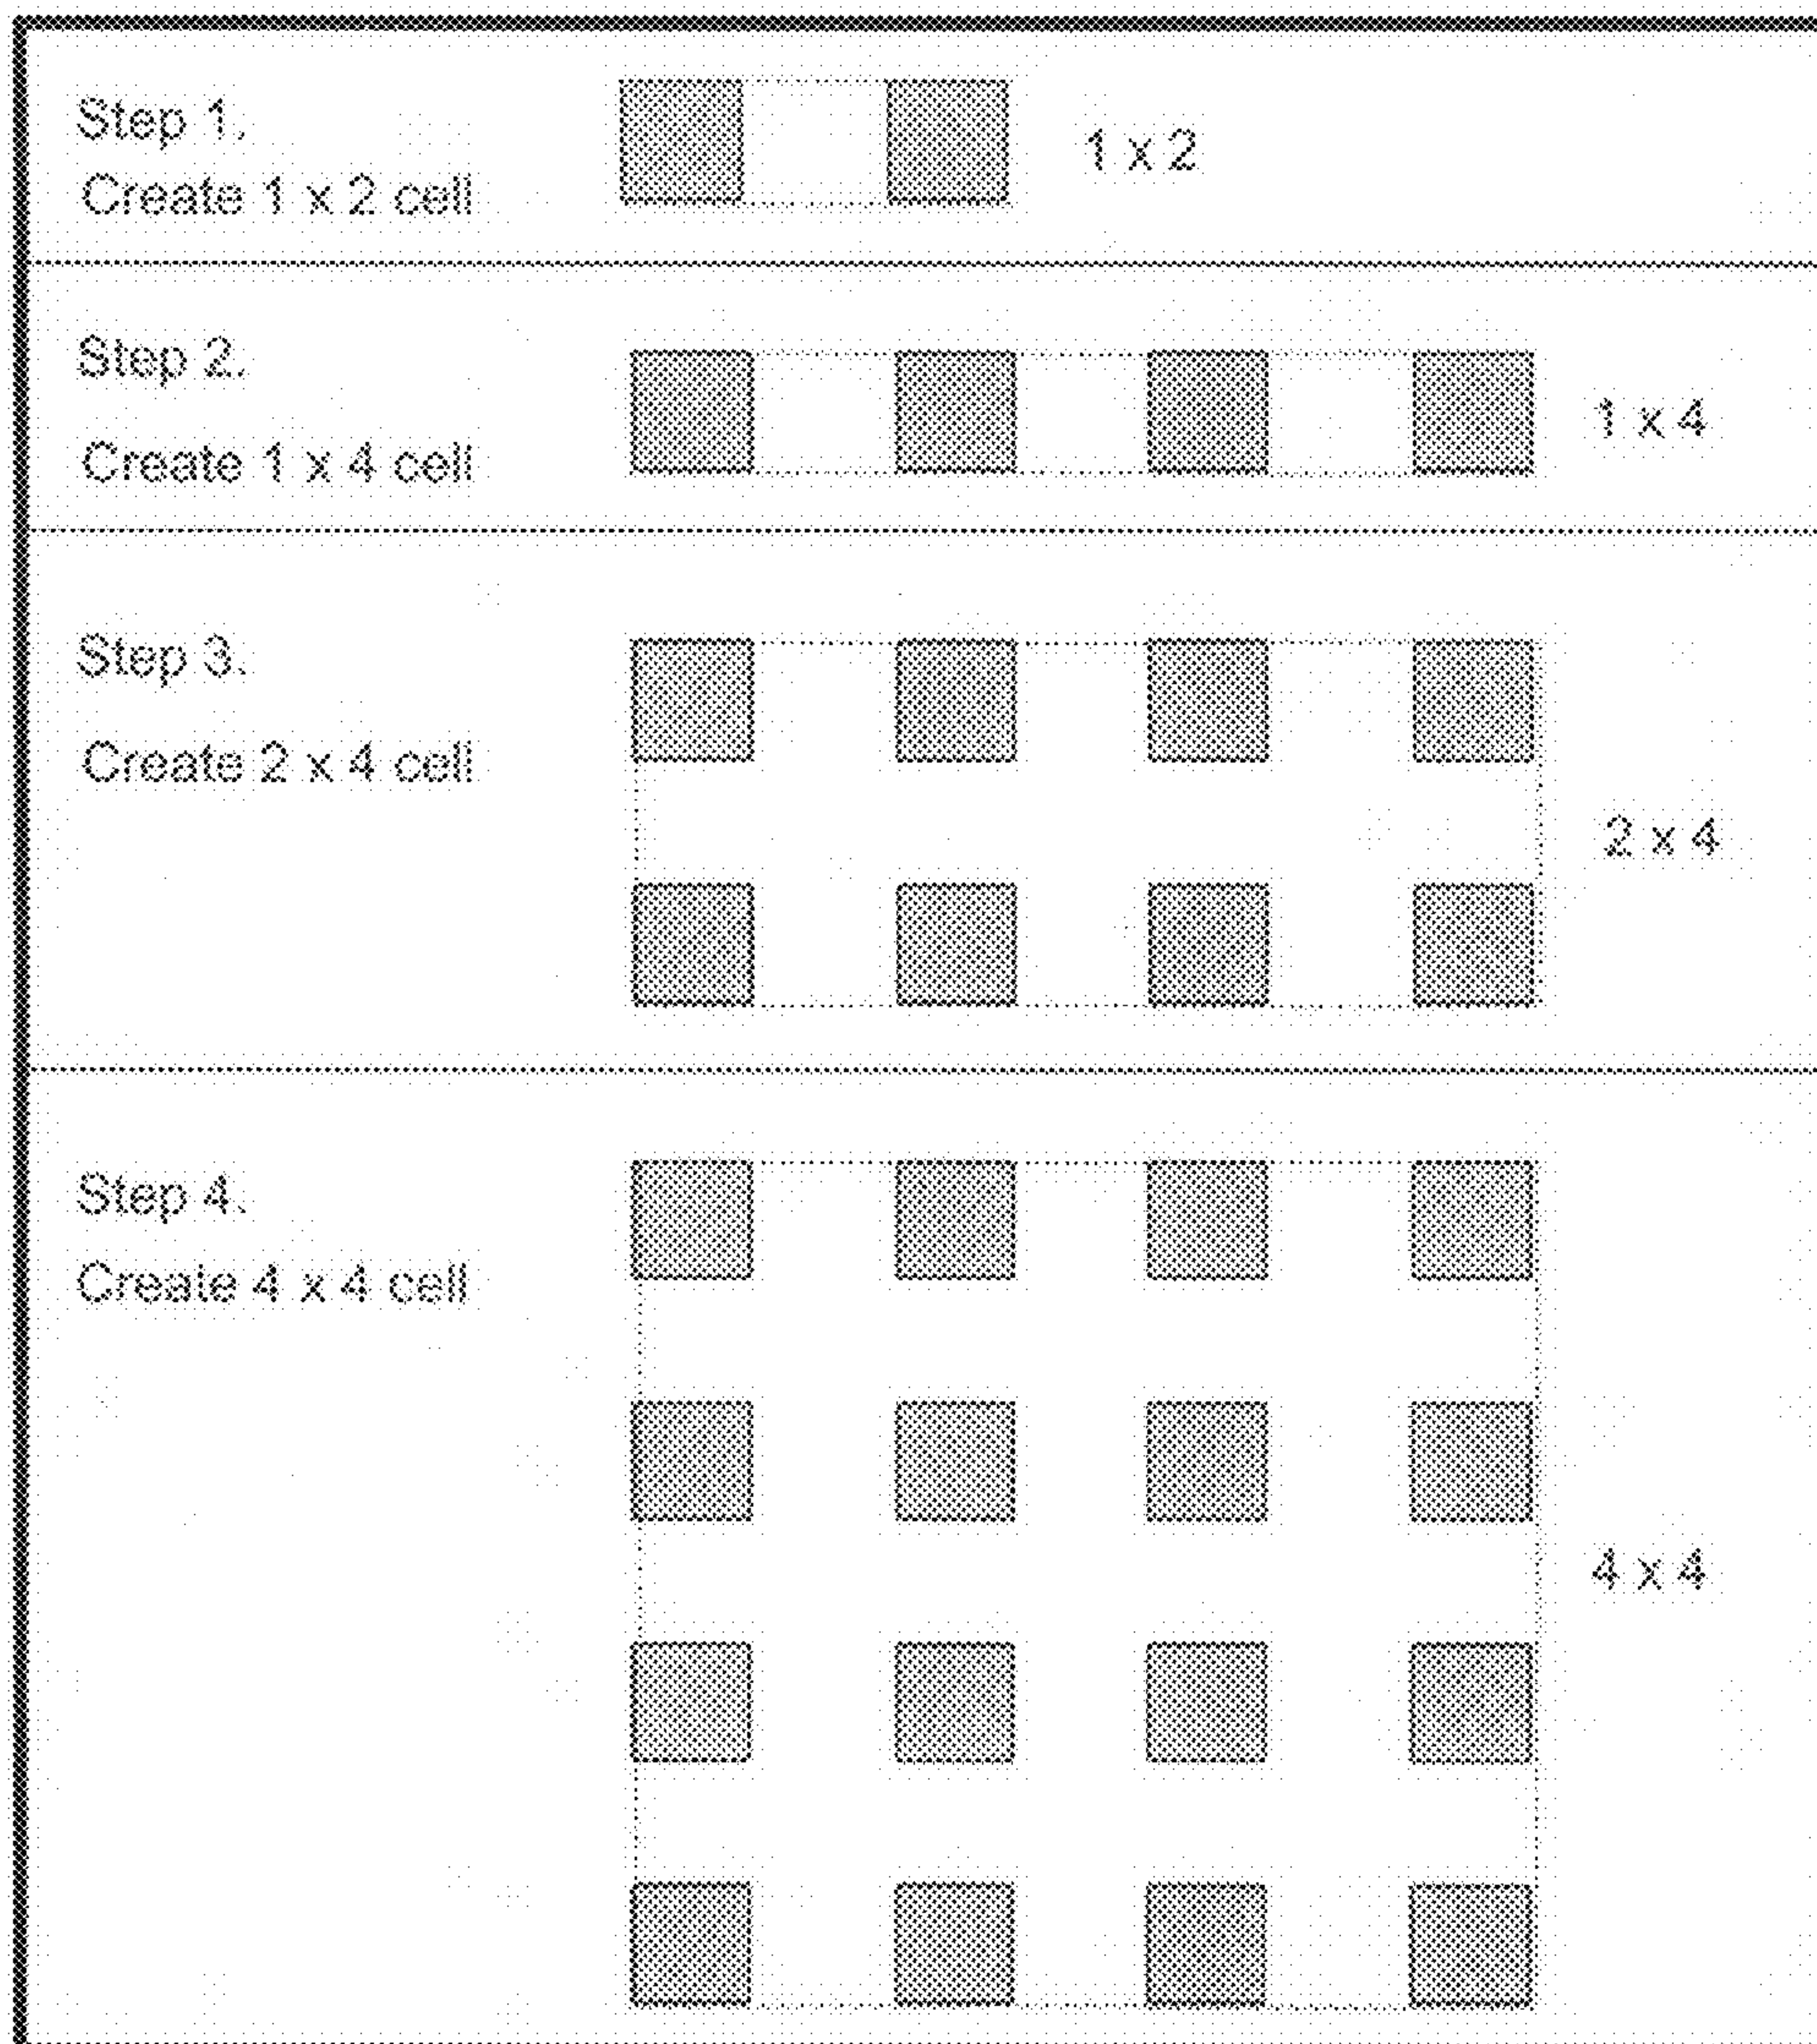 Step 1.
Create 1 x 2 cell
1 x 2
Step 2.
Create 1 x 4 cell
1 x 4
Step 3.
Create 2 x 4 cell
2 x 4
Step 4.
Create 4 x 4 cell
4 x 4